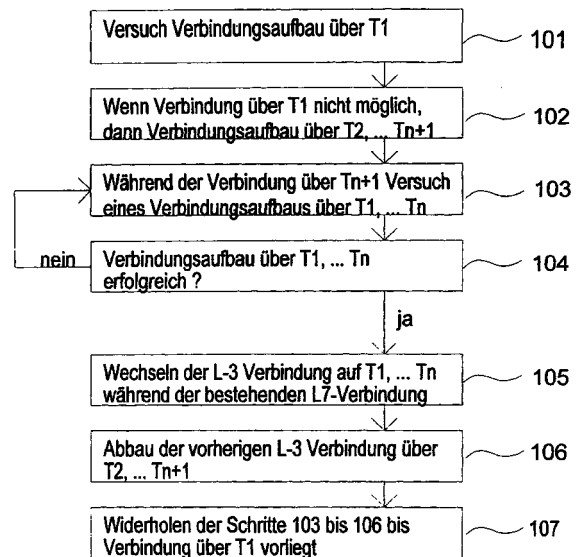 Versuch Verbindungsaufbau über T1
101
Wenn Verbindung über T1 nicht möglich,
dann Verbindungsaufbau über T2, ... Tn+1
102
Während der Verbindung über Tn+1 Versuch
eines Verbindungsaufbaus über T1, ... Tn
103
Verbindungsaufbau über T1, ... Tn
erfolgreich ?
104
nein
ja
Wechseln der L-3 Verbindung auf T1, ... Tn
während der bestehenden L7-Verbindung
105
Abbau der vorherigen L-3 Verbindung über
T2, ... Tn+1
106
Widerholen der Schritte 103 bis 106 bis
Verbindung über T1 vorliegt
107